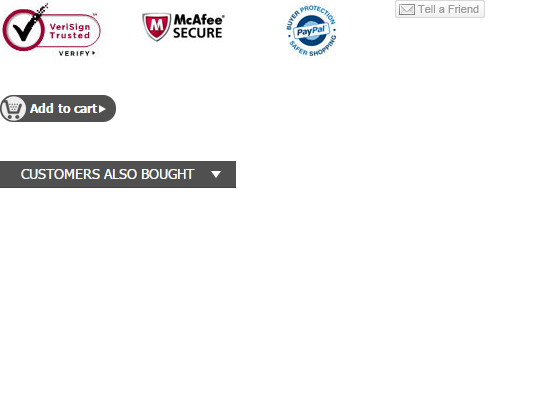 VeriSign
Trusted
VERIFY
McAfee
SECURE
BUYER PROTECTION
PayPal
SAFER SHOPPING
Tell a Friend
Add to cart
CUSTOMERS ALSO BOUGHT